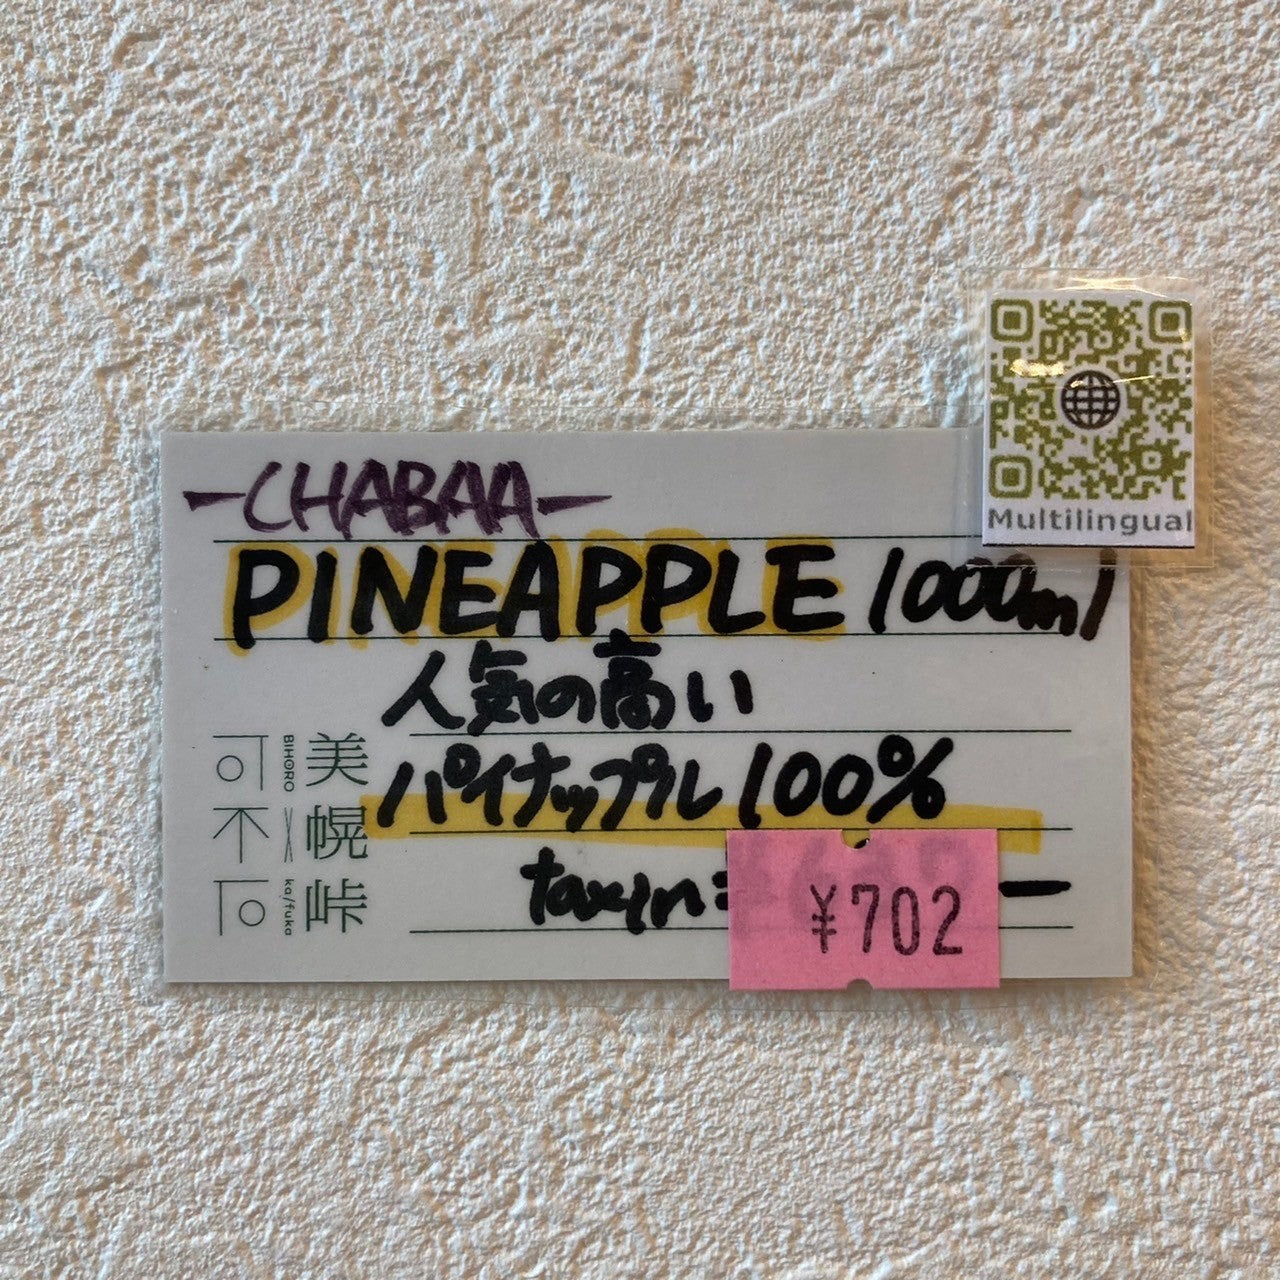 -CHABAA-
PINEAPPLE 1000ml
人気の高い
パイナップル100%
taxin
¥702
Multilingual
美幌峠
BIHORO × ka/fuka
可不可